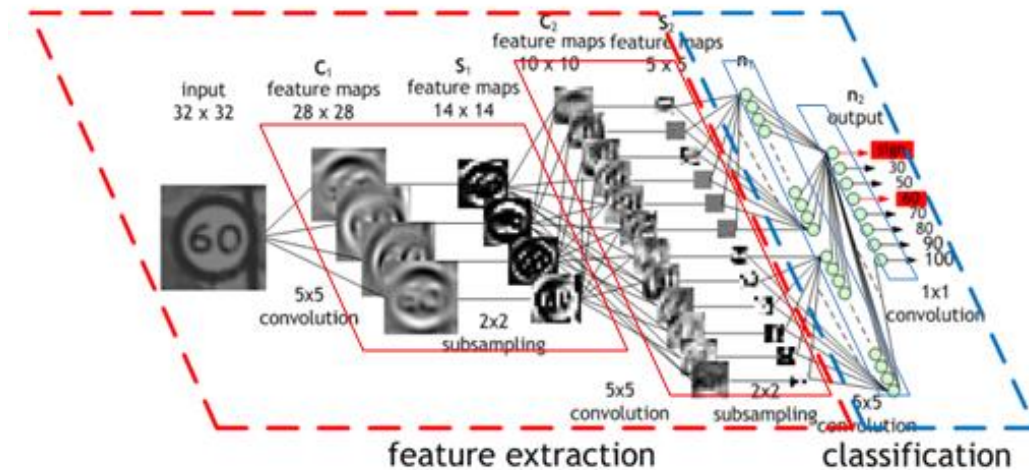 input
32 x 32
C₁
feature maps
28 x 28
S₁
feature maps
14 x 14
C₂
feature maps
10 x 10
S₂
feature maps
5 x 5
n₁
n₂
output
60
30
50
60
70
80
90
100
5x5
convolution
2x2
subsampling
5x5
convolution
2x2
subsampling
6x5
convolution
1x1
convolution
feature extraction
classification